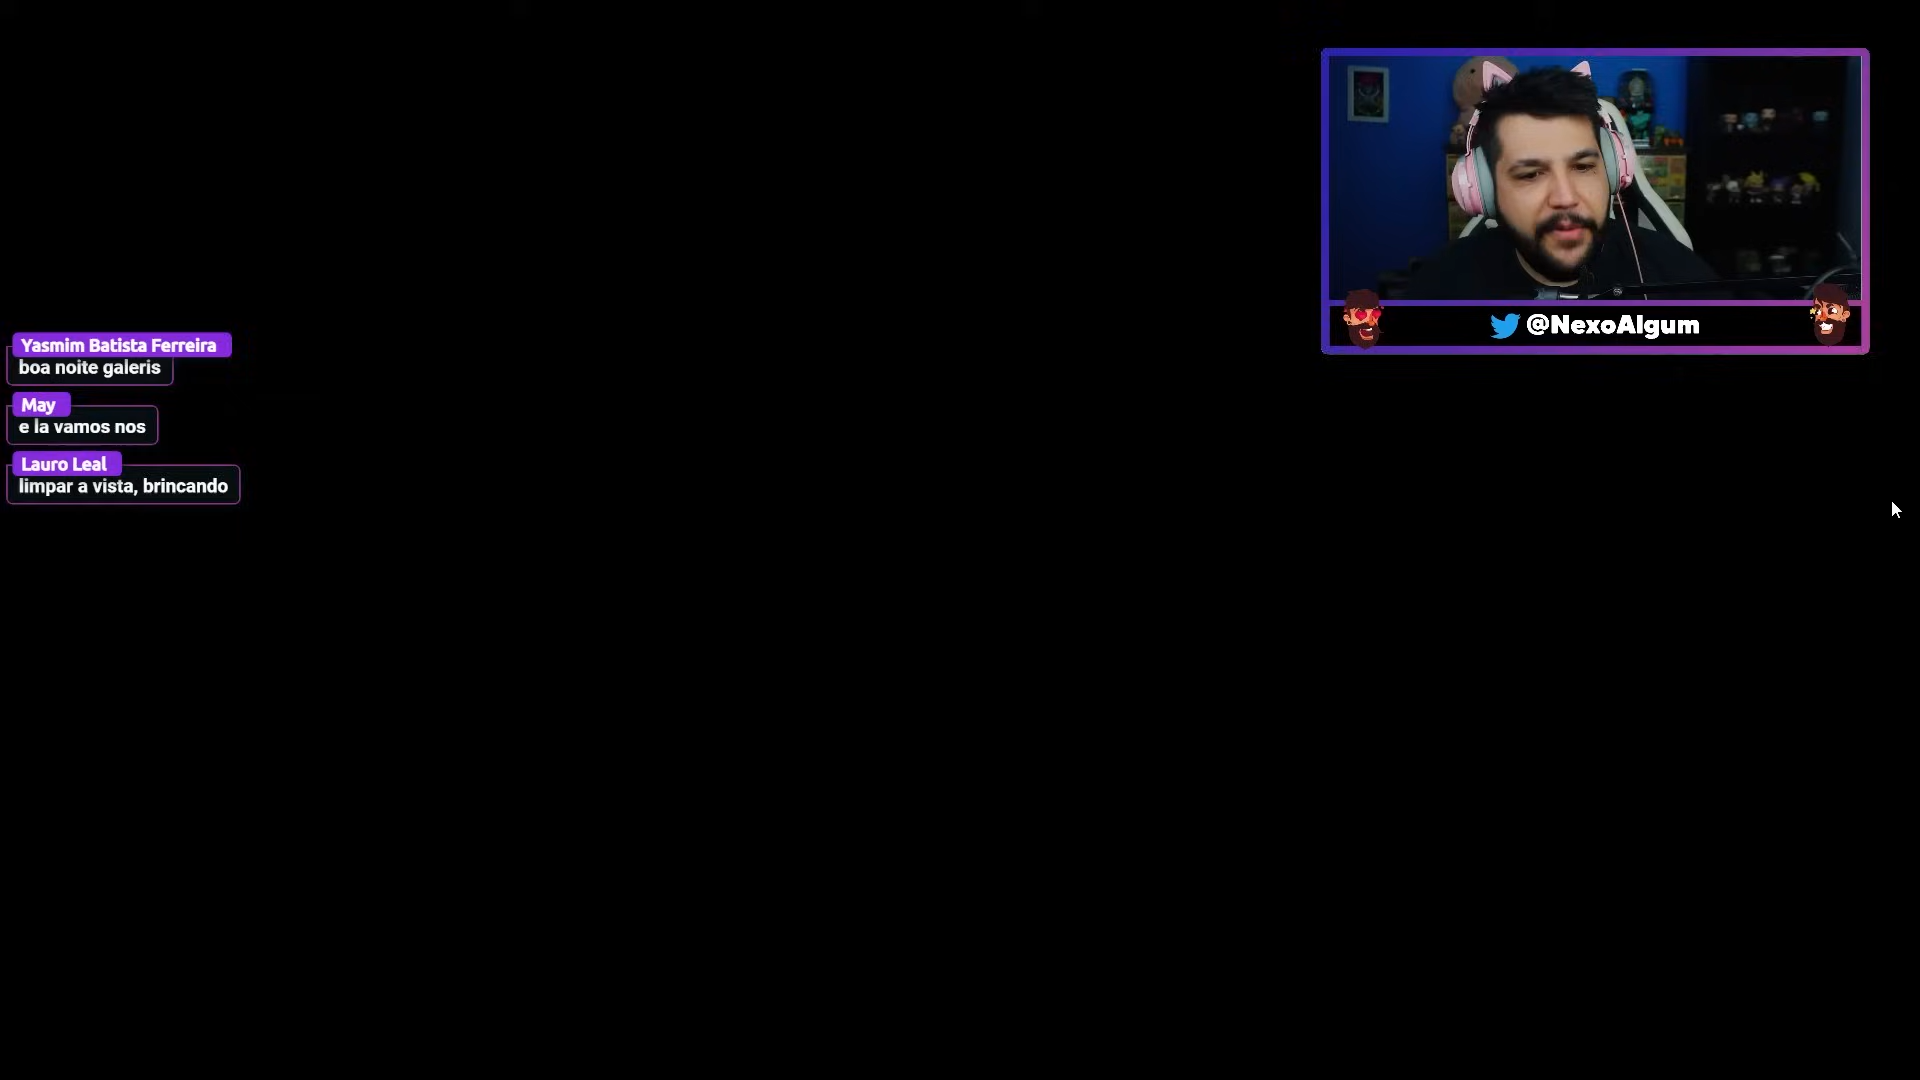 Yasmim Batista Ferreira
boa noite galeris
May
e la vamos nos
Lauro Leal
limpar a vista, brincando
@NexoAlgum